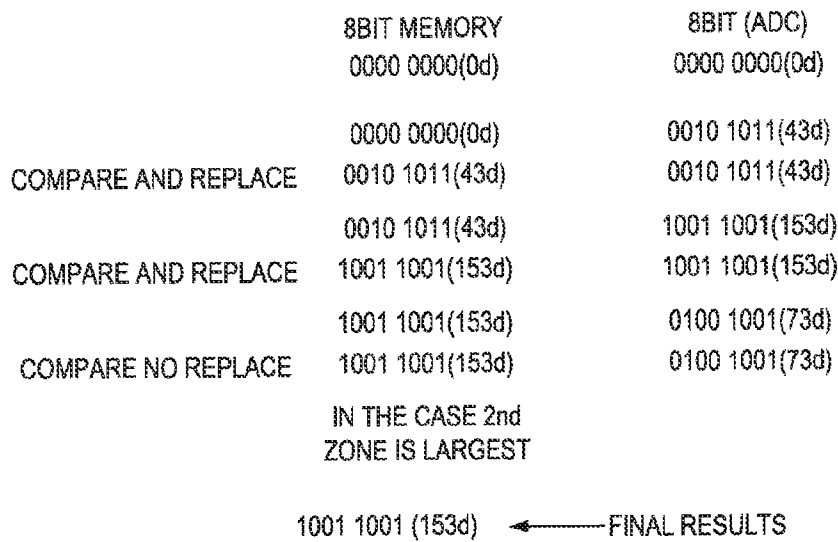 8BIT MEMORY 8BIT (ADC)
0000 0000(0d) 0000 0000(0d)
0000 0000(0d) 0010 1011(43d)
COMPARE AND REPLACE 0010 1011(43d) 0010 1011(43d)
0010 1011(43d) 1001 1001(153d)
COMPARE AND REPLACE 1001 1001(153d) 1001 1001(153d)
1001 1001(153d) 0100 1001(73d)
COMPARE NO REPLACE 1001 1001(153d) 0100 1001(73d)
IN THE CASE 2nd
ZONE IS LARGEST
1001 1001 (153d) FINAL RESULTS